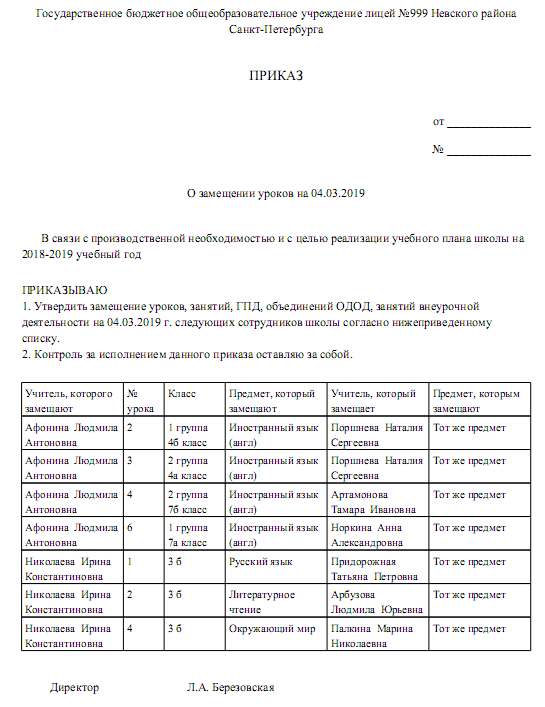 Государственное бюджетное общеобразовательное учреждение лицей №999 Невского района
Санкт-Петербурга
ПРИКАЗ
от ______________
№ ______________
О замещении уроков на 04.03.2019
В связи с производственной необходимостью и с целью реализации учебного плана школы на
2018-2019 учебный год
ПРИКАЗЫВАЮ
1. Утвердить замещение уроков, занятий, ГПД, объединений ОДОД, занятий внеурочной
деятельности на 04.03.2019 г. следующих сотрудников школы согласно нижеприведенному
списку.
2. Контроль за исполнением данного приказа оставляю за собой.
Учитель, которого № Класс Предмет, который Учитель, который Предмет, которым
замещают урока замещают замещает замещают
Афонина Людмила 2 1 группа Иностранный язык Поршнева Наталия Тот же предмет
Антоновна 4б класс (англ) Сергеевна
Афонина Людмила 3 2 группа Иностранный язык Поршнева Наталия Тот же предмет
Антоновна 4а класс (англ) Сергеевна
Афонина Людмила 4 2 группа Иностранный язык Артамонова Тот же предмет
Антоновна 7б класс (англ) Тамара Ивановна
Афонина Людмила 6 1 группа Иностранный язык Норкина Анна Тот же предмет
Антоновна 7а класс (англ) Александровна
Николаева Ирина 1 3 б Русский язык Придорожная Тот же предмет
Константиновна Татьяна Петровна
Николаева Ирина 2 3 б Литературное Арбузова Тот же предмет
Константиновна чтение Людмила Юрьевна
Николаева Ирина 4 3 б Окружающий мир Палкина Марина Тот же предмет
Константиновна Николаевна
Директор Л.А. Березовская